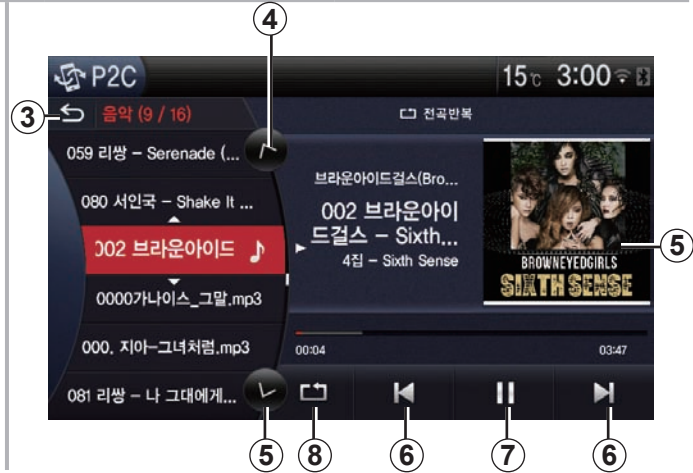 ④
P2C
15℃ 3:00
③
음악 (9 / 16)
전곡반복
059 리쌍 – Serenade (...
080 서인국 – Shake It ...
002 브라운아이드
0000가나이스_그말.mp3
000. 지아-그녀처럼.mp3
081 리쌍 – 나 그대에게...
브라운아이드걸스(Bro...
002 브라운아이
드걸스 – Sixth...
4집 – Sixth Sense
BROWNEYEDGIRLS
SIXTH SENSE
⑤
00:04
03:47
⑤ ⑧ ⑥ ⑦ ⑥